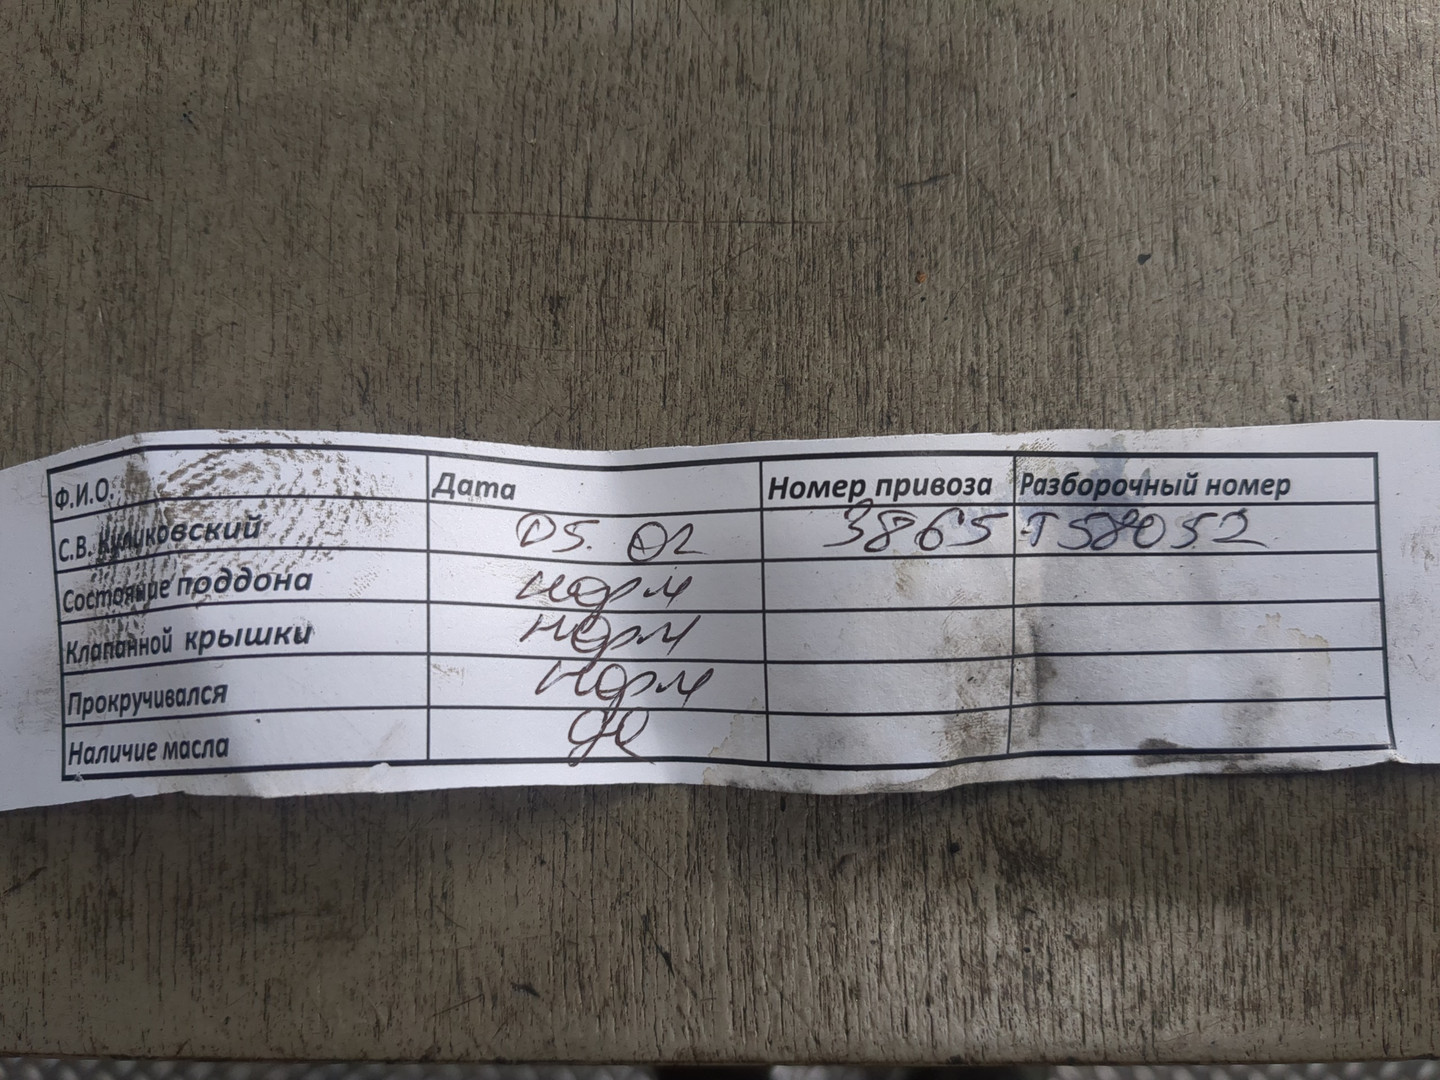 Ф.И.О. Дата Номер привоза Разборочный номер
С.В. Куликовский 05.02 3865 T58052
Состояние поддона норм
Клапанной крышки норм
Прокручивался норм
Наличие масла да